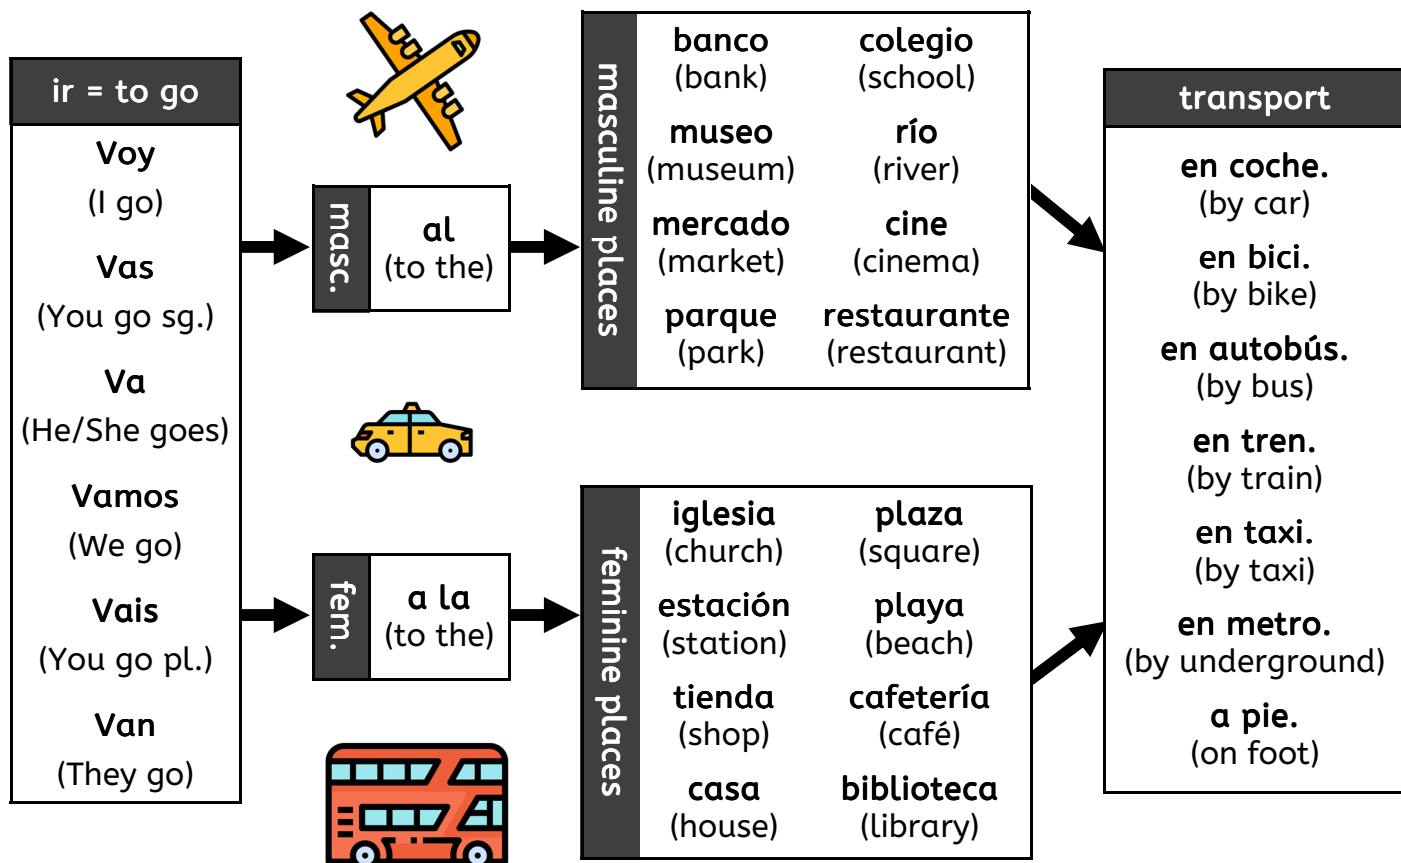 ir = to go
Voy
(I go)
Vas
(You go sg.)
Va
(He/She goes)
Vamos
(We go)
Vais
(You go pl.)
Van
(They go)
masc.
al
(to the)
fem.
a la
(to the)
masculine places
banco
(bank)
colegio
(school)
museo
(museum)
río
(river)
mercado
(market)
cine
(cinema)
parque
(park)
restaurante
(restaurant)
feminine places
iglesia
(church)
plaza
(square)
estación
(station)
playa
(beach)
tienda
(shop)
cafetería
(café)
casa
(house)
biblioteca
(library)
transport
en coche.
(by car)
en bici.
(by bike)
en autobús.
(by bus)
en tren.
(by train)
en taxi.
(by taxi)
en metro.
(by underground)
a pie.
(on foot)